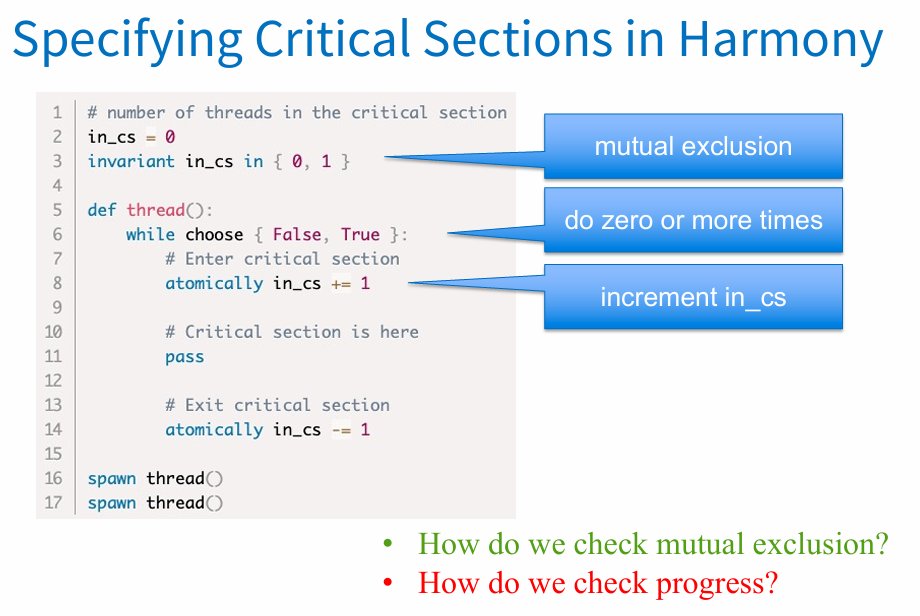 Specifying Critical Sections in Harmony
1 # number of threads in the critical section
2 in_cs = 0
3 invariant in_cs in { 0, 1 }
mutual exclusion
4
5 def thread():
do zero or more times
6 while choose { False, True }:
7 # Enter critical section
8 atomically in_cs += 1
increment in_cs
9
10 # Critical section is here
11 pass
12
13 # Exit critical section
14 atomically in_cs -= 1
15
16 spawn thread()
17 spawn thread()
• How do we check mutual exclusion?
• How do we check progress?